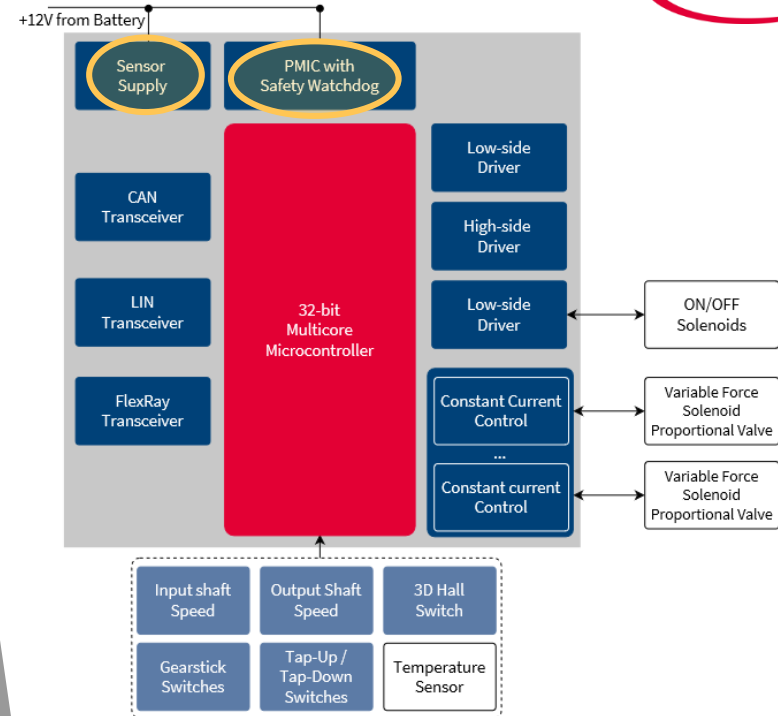 +12V from Battery
Sensor
Supply
PMIC with
Safety Watchdog
CAN
Transceiver
LIN
Transceiver
FlexRay
Transceiver
32-bit
Multicore
Microcontroller
Low-side
Driver
High-side
Driver
Low-side
Driver
ON/OFF
Solenoids
Constant Current
Control
...
Constant current
Control
Variable Force
Solenoid
Proportional Valve
Variable Force
Solenoid
Proportional Valve
Input shaft
Speed
Output Shaft
Speed
3D Hall
Switch
Gearstick
Switches
Tap-Up /
Tap-Down
Switches
Temperature
Sensor